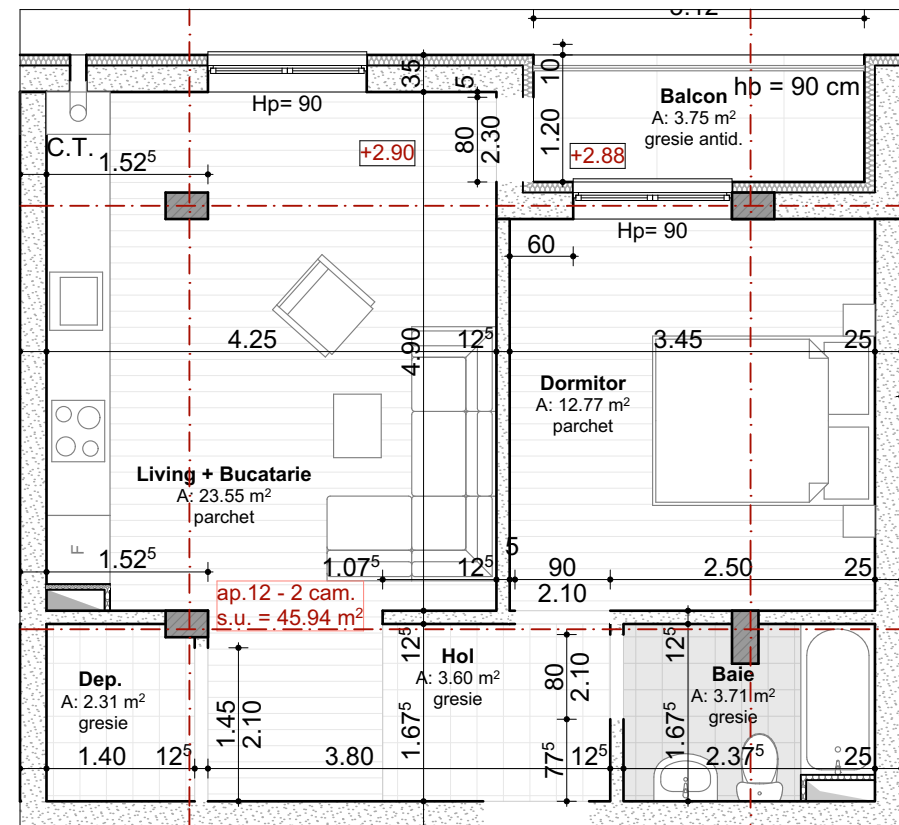 35
5
10
hp = 90 cm
Hp= 90
Balcon
A: 3.75 m²
gresie antid.
80
2.30
1.20
C.T.
1.52⁵
+2.90
+2.88
Hp= 90
60
4.25
4.90
12⁵
3.45
25
Dormitor
A: 12.77 m²
parchet
Living + Bucatarie
A: 23.55 m²
parchet
F
1.52⁵
1.07⁵
12⁵
5
90
2.10
2.50
25
ap.12 - 2 cam.
s.u. = 45.94 m²
12⁵
12⁵
Hol
A: 3.60 m²
gresie
80
2.10
Baie
A: 3.71 m²
gresie
Dep.
A: 2.31 m²
gresie
1.45
2.10
1.67⁵
1.67⁵
1.40
12⁵
3.80
77⁵
12⁵
2.37⁵
25